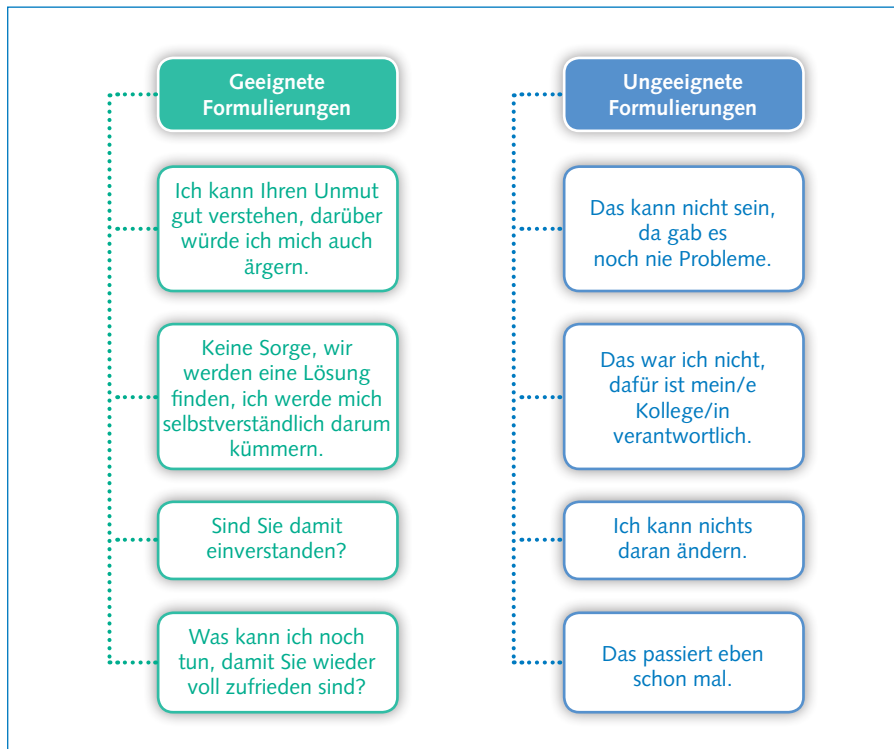 Geeignete
Formulierungen
Ich kann Ihren Unmut
gut verstehen, darüber
würde ich mich auch
ärgern.
Keine Sorge, wir
werden eine Lösung
finden, ich werde mich
selbstverständlich darum
kümmern.
Sind Sie damit
einverstanden?
Was kann ich noch
tun, damit Sie wieder
voll zufrieden sind?
Ungeeignete
Formulierungen
Das kann nicht sein,
da gab es
noch nie Probleme.
Das war ich nicht,
dafür ist mein/e
Kollege/in
verantwortlich.
Ich kann nichts
daran ändern.
Das passiert eben
schon mal.